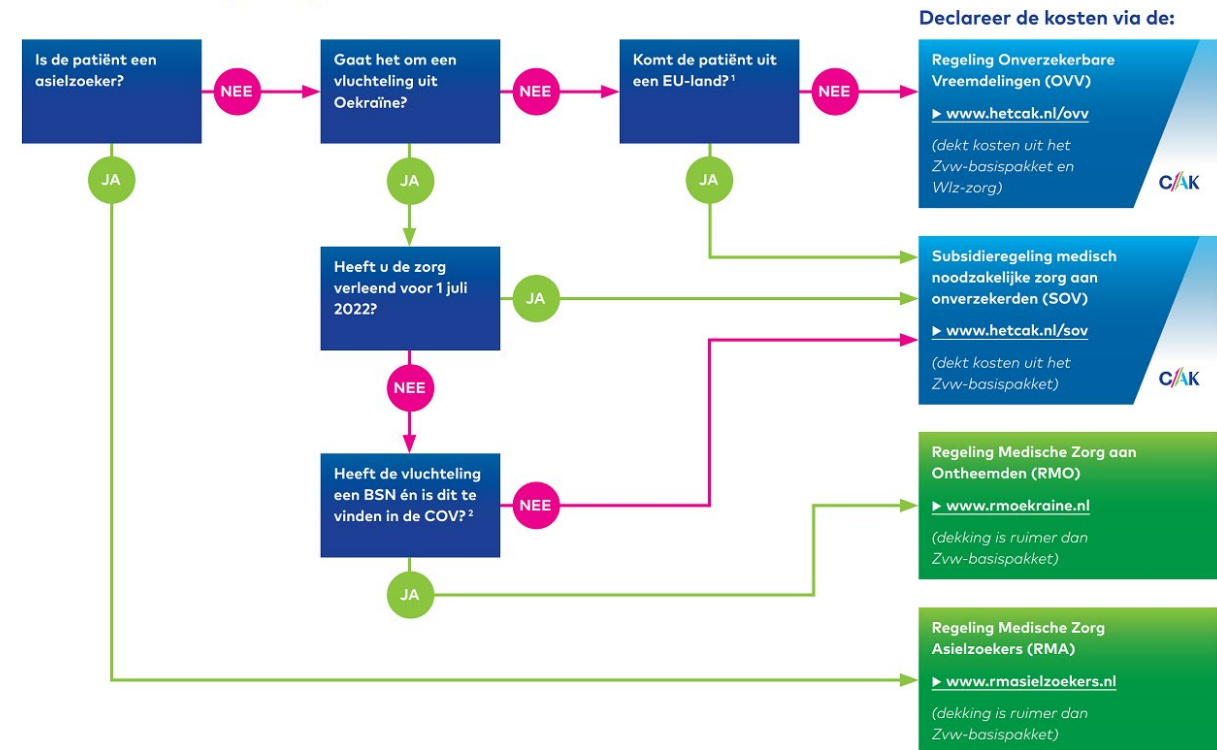 Declareer de kosten via de:
Is de patiënt een
asielzoeker?
NEE
JA
Gaat het om een
vluchteling uit
Oekraïne?
NEE
JA
Komt de patiënt uit
een EU-land?¹
NEE
JA
Regeling Onverzekerbare
Vreemdelingen (OVV)
▶ www.hetcak.nl/ovv
(dekt kosten uit het
Zvw-basispakket en
Wlz-zorg)
CAK
Heeft u de zorg
verleend voor 1 juli
2022?
JA
NEE
Subsidieregeling medisch
noodzakelijke zorg aan
onverzekerden (SOV)
▶ www.hetcak.nl/sov
(dekt kosten uit het
Zvw-basispakket)
CAK
Heeft de vluchteling
een BSN én is dit te
vinden in de COV?²
NEE
JA
Regeling Medische Zorg aan
Ontheemden (RMO)
▶ www.rmoekraine.nl
(dekking is ruimer dan
Zvw-basispakket)
Regeling Medische Zorg
Asielzoekers (RMA)
▶ www.rmasielzoekers.nl
(dekking is ruimer dan
Zvw-basispakket)